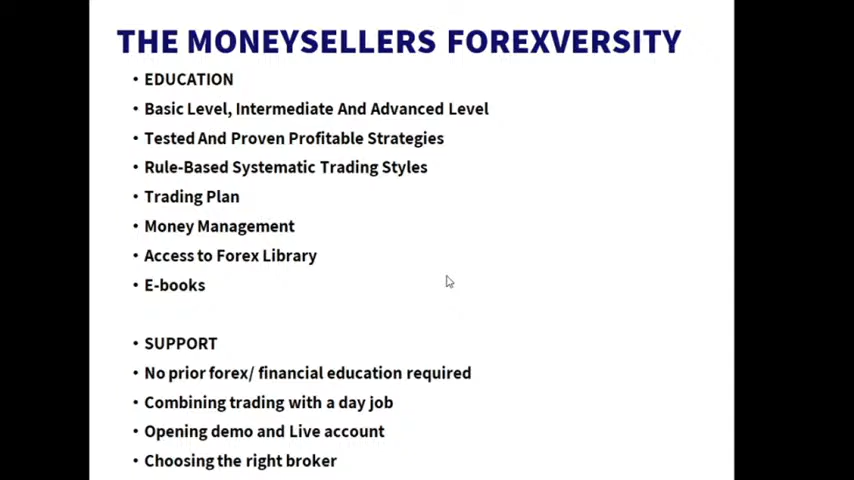 THE MONEYSELLERS FOREXVERSITY
• EDUCATION
• Basic Level, Intermediate And Advanced Level
• Tested And Proven Profitable Strategies
• Rule-Based Systematic Trading Styles
• Trading Plan
• Money Management
• Access to Forex Library
• E-books
• SUPPORT
• No prior forex/ financial education required
• Combining trading with a day job
• Opening demo and Live account
• Choosing the right broker